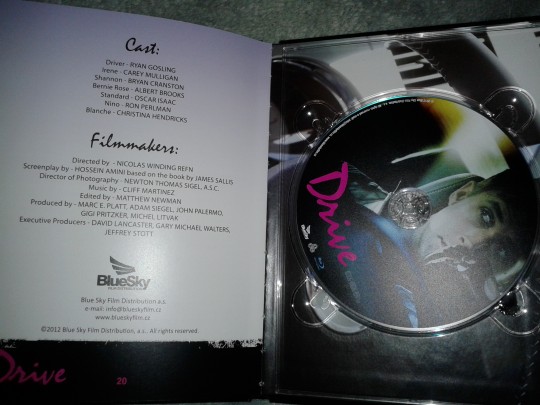 Cast:
Driver - RYAN GOSLING
Irene - CAREY MULLIGAN
Shannon - BRYAN CRANSTON
Bernie Rose - ALBERT BROOKS
Standard - OSCAR ISAAC
Nino - RON PERLMAN
Blanche - CHRISTINA HENDRICKS
Filmmakers:
Directed by - NICOLAS WINDING REFN
Screenplay by - HOSSEIN AMINI based on the book by JAMES SALLIS
Director of Photography - NEWTON THOMAS SIGEL, A.S.C.
Music by - CLIFF MARTINEZ
Edited by - MATTHEW NEWMAN
Produced by - MARC E. PLATT, ADAM SIEGEL, JOHN PALERMO,
GIGI PRITZKER, MICHEL LITVAK
Executive Producers - DAVID LANCASTER, GARY MICHAEL WALTERS,
JEFFREY STOTT
BlueSky
Blue Sky Film Distribution a.s.
e-mail: info@blueskyfilm.sz
www.blueskyfilm.sz
©2012 Blue Sky Film Distribution, a.s.. All rights reserved.
Drive
20
Drive